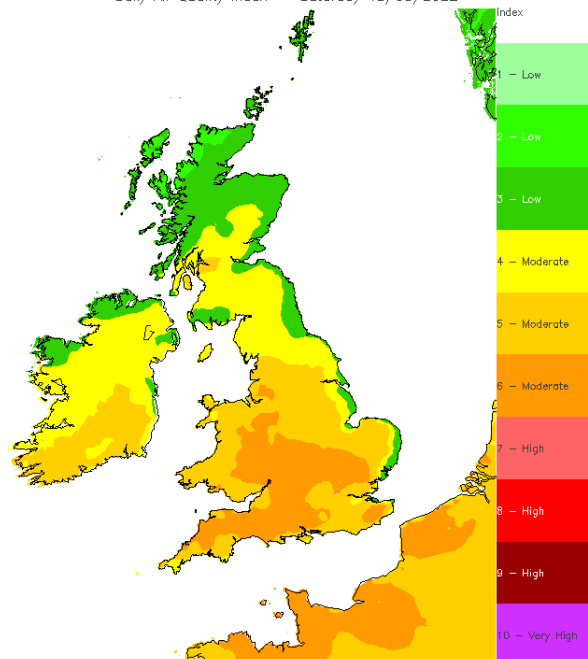 Index
1 - Low
2 - Low
3 - Low
4 - Moderate
5 - Moderate
6 - Moderate
7 - High
8 - High
9 - High
10 - Very High